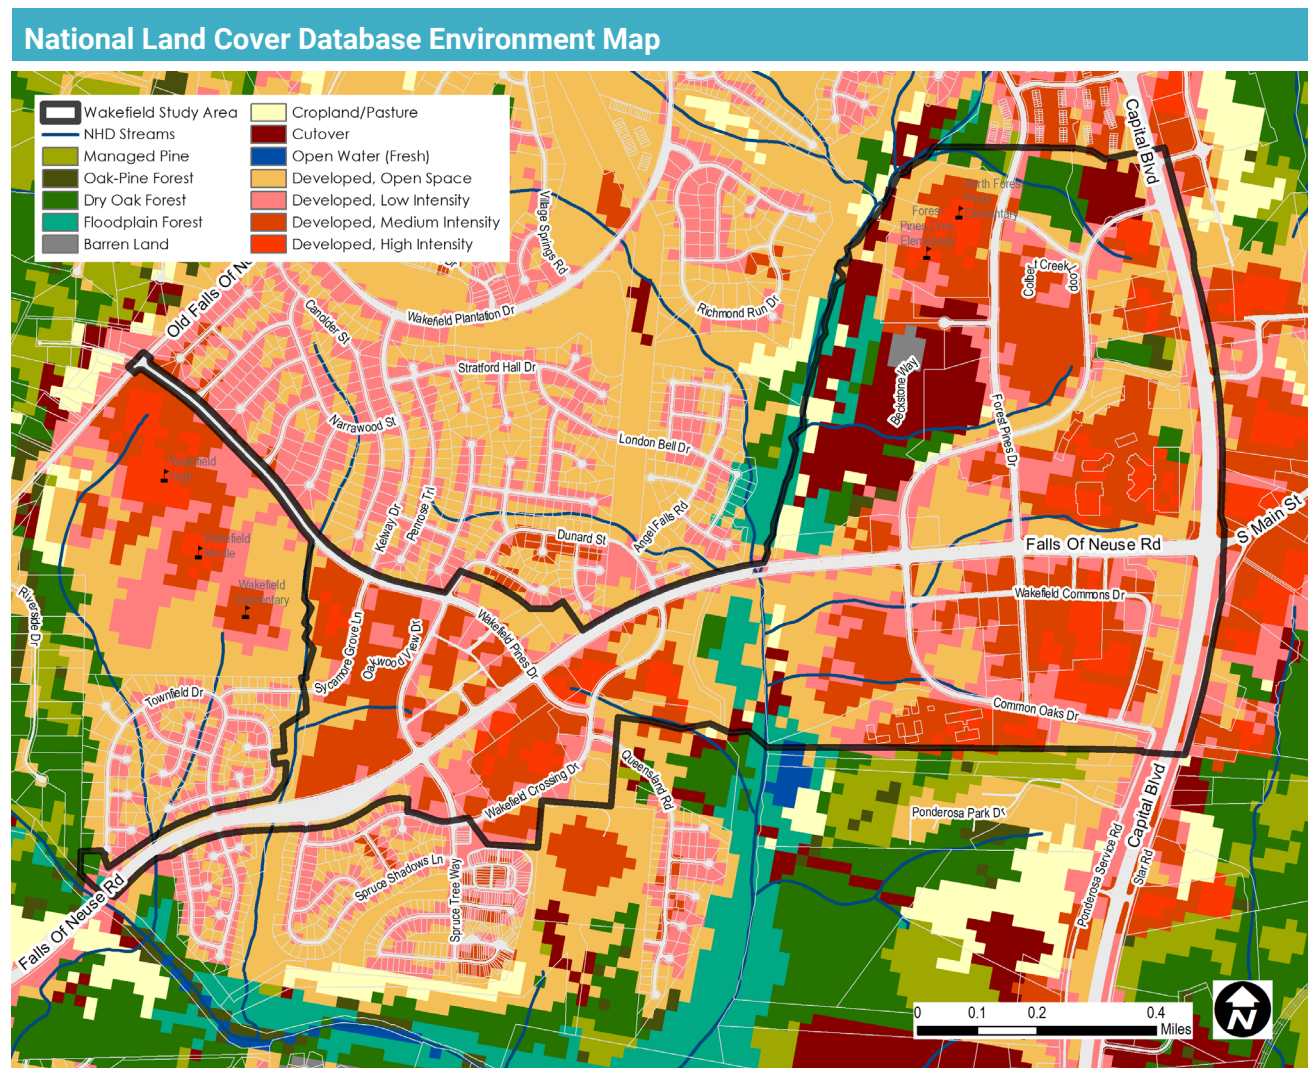 National Land Cover Database Environment Map
Wakefield Study Area
NHD Streams
Managed Pine
Oak-Pine Forest
Dry Oak Forest
Floodplain Forest
Barren Land
Cropland/Pasture
Cutover
Open Water (Fresh)
Developed, Open Space
Developed, Low Intensity
Developed, Medium Intensity
Developed, High Intensity
Capital Blvd
Village Springs Rd
Forest
Pines Drive
Elementary
Colbert Creek Loop
Old Falls Of
Canolder St
Wakefield Plantation Dr
Richmond Run Dr
Stratford Hall Dr
Beckstone Way
Narrawood St
London Bell Dr
Forest Pines Dr
Wakefield
High
Kelway Dr
Penrose Trl
Angel Falls Rd
Dunard St
S Main St
Falls Of Neuse Rd
Wakefield
Wakefield
Elementary
Riverside Dr
Sycamore Grove Ln
Oakwood View Dr
Wakefield Pines Dr
Wakefield Commons Dr
Townfield Dr
Common Oaks Dr
Queensland Rd
Wakefield Crossing Dr
Ponderosa Park Dr
Capital Blvd
Ponderosa Service Rd
Star Rd
Spruce Shadows Ln
Spruce Tree Way
Falls Of Neuse Rd
0 0.1 0.2 0.4
Miles
N